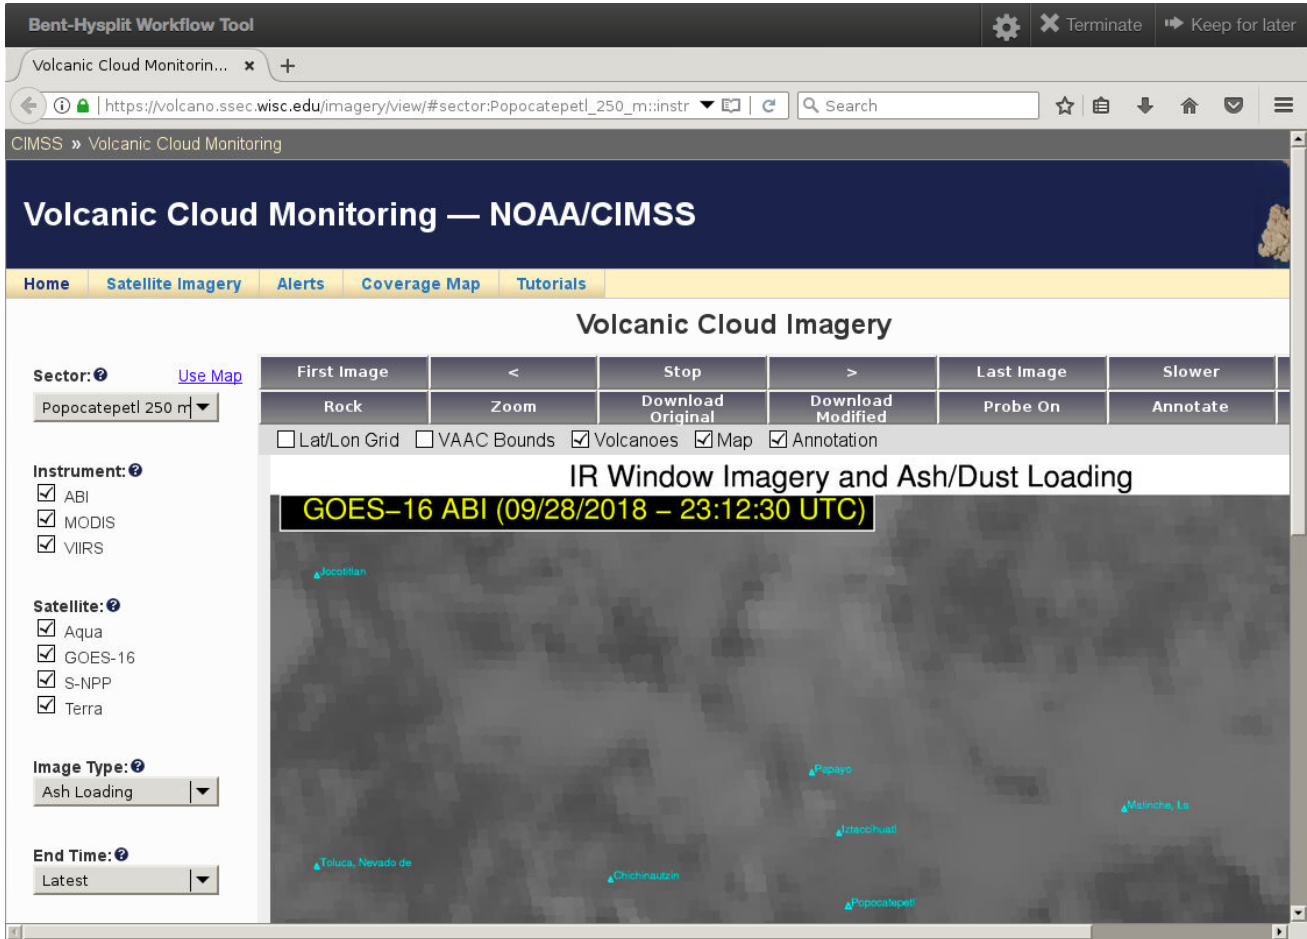 Bent-Hysplit Workflow Tool
Terminate
Keep for later
Volcanic Cloud Monitorin...
https://volcano.ssec.wisc.edu/imagery/view/#sector:Popocatepetl_250_m::instr
Search
CIMSS » Volcanic Cloud Monitoring
Volcanic Cloud Monitoring — NOAA/CIMSS
Home Satellite Imagery Alerts Coverage Map Tutorials
Volcanic Cloud Imagery
Sector: Use Map
Popocatepetl 250 m
Instrument:
ABI
MODIS
VIIRS
Satellite:
Aqua
GOES-16
S-NPP
Terra
Image Type:
Ash Loading
End Time:
Latest
First Image < Stop > Last Image Slower
Rock Zoom Download Original Download Modified Probe On Annotate
Lat/Lon Grid VAAC Bounds Volcanoes Map Annotation
IR Window Imagery and Ash/Dust Loading
GOES-16 ABI (09/28/2018 - 23:12:30 UTC)
Jocotitlan
Papayo
Malinche, La
Iztaccihuatl
Toluca, Nevado de
Chichinautzin
Popocatepetl